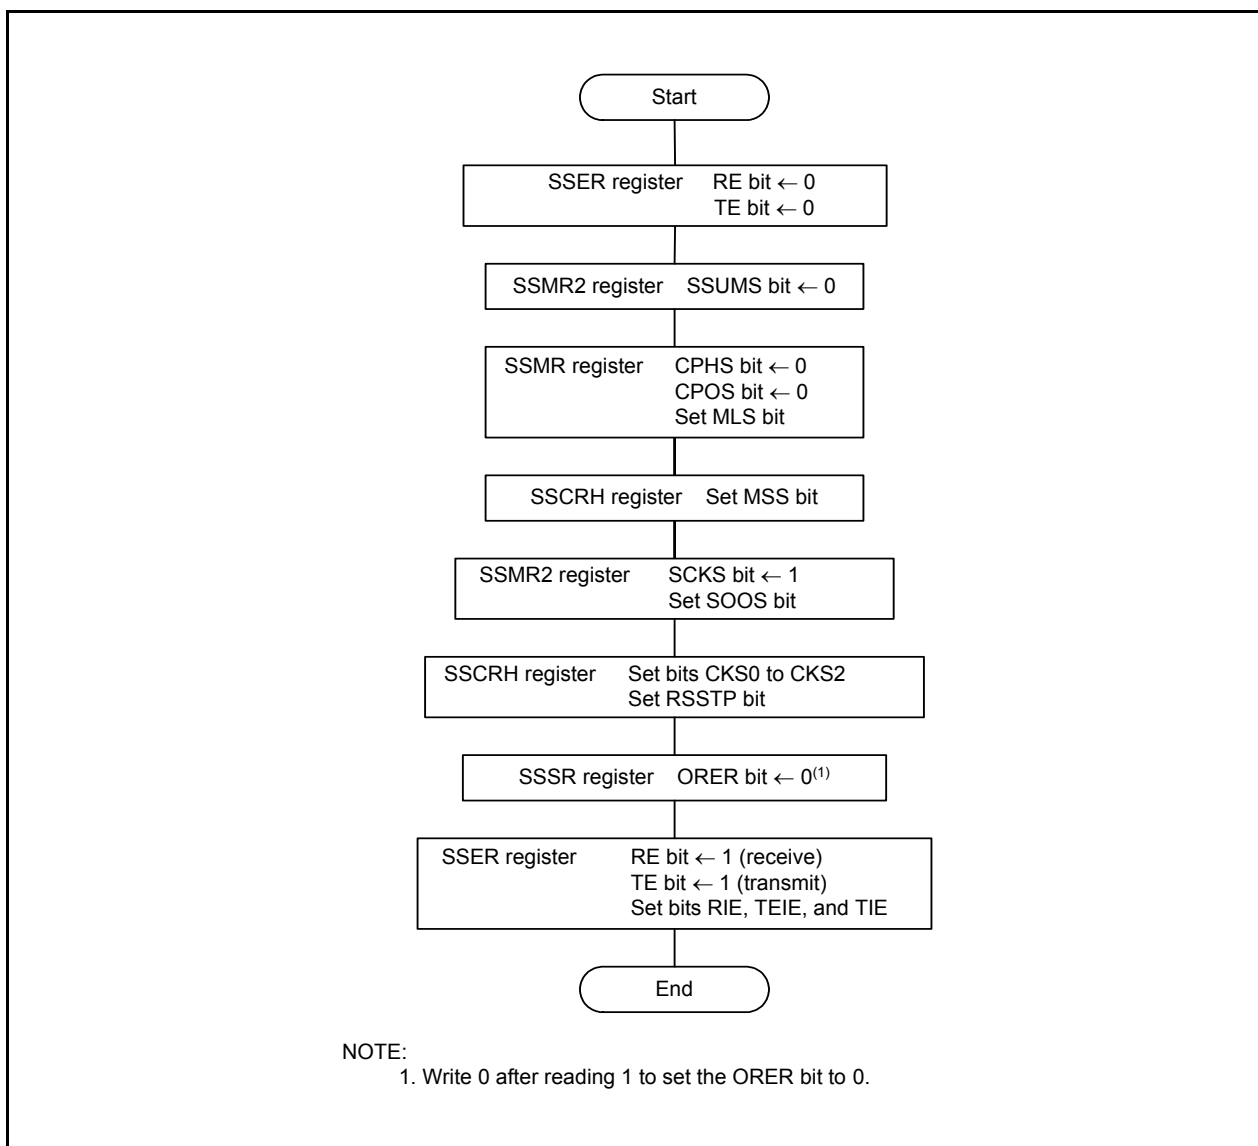 Start
SSER register RE bit ← 0
TE bit ← 0
SSMR2 register SSUMS bit ← 0
SSMR register CPHS bit ← 0
CPOS bit ← 0
Set MLS bit
SSCRH register Set MSS bit
SSMR2 register SCKS bit ← 1
Set SOOS bit
SSCRH register Set bits CKS0 to CKS2
Set RSSTP bit
SSSR register ORER bit ← 0(1)
SSER register RE bit ← 1 (receive)
TE bit ← 1 (transmit)
Set bits RIE, TEIE, and TIE
End
NOTE:
1. Write 0 after reading 1 to set the ORER bit to 0.